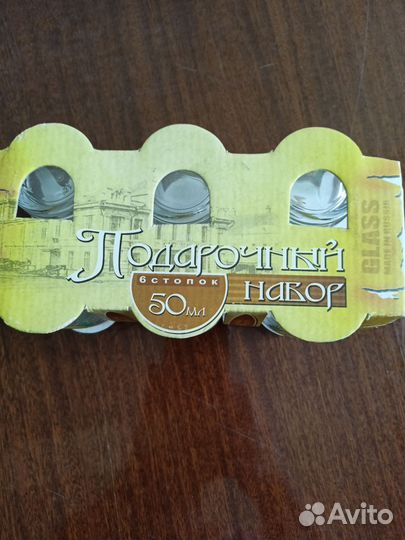 Подарочный
набор
6 стопок
50 мл
GLASS
MADE IN RUSSIA
Avito